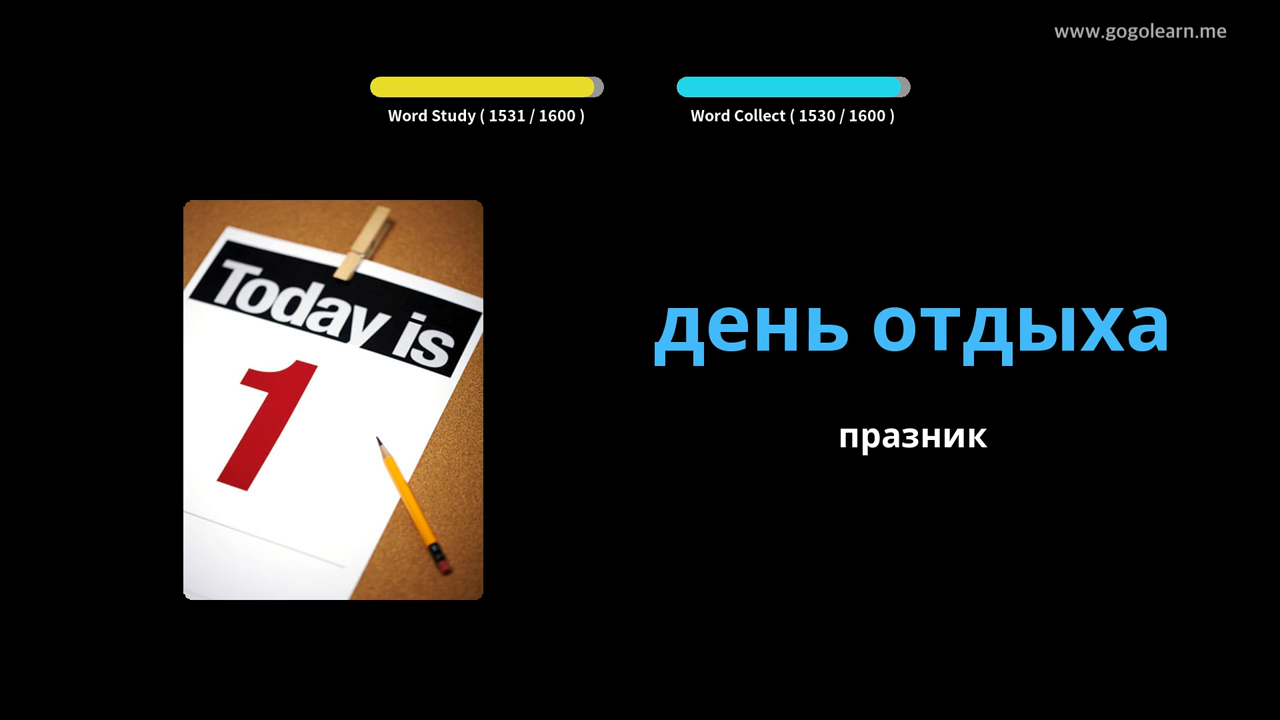 www.gogolearn.me
Word Study ( 1531 / 1600 )
Word Collect ( 1530 / 1600 )
Today is
1
день отдыха
празник